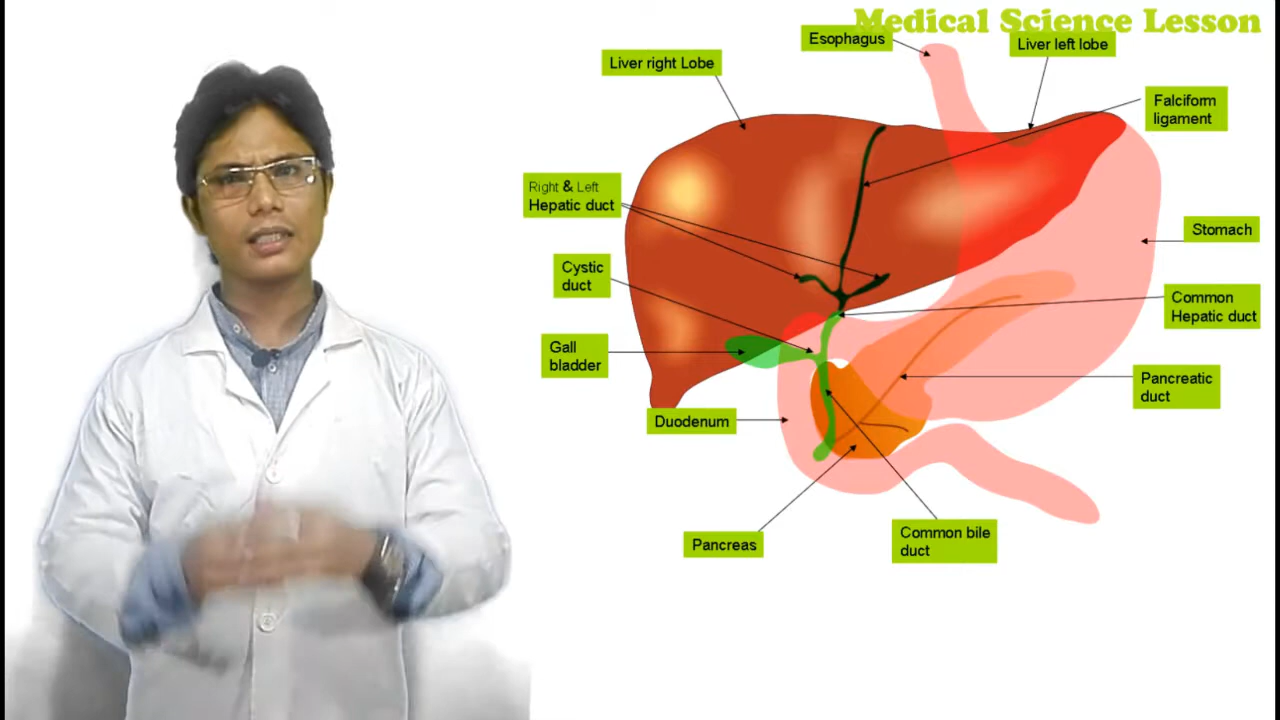 Medical Science Lesson
Esophagus
Liver left lobe
Liver right Lobe
Falciform
ligament
Right & Left
Hepatic duct
Stomach
Cystic
duct
Common
Hepatic duct
Gall
bladder
Pancreatic
duct
Duodenum
Pancreas
Common bile
duct